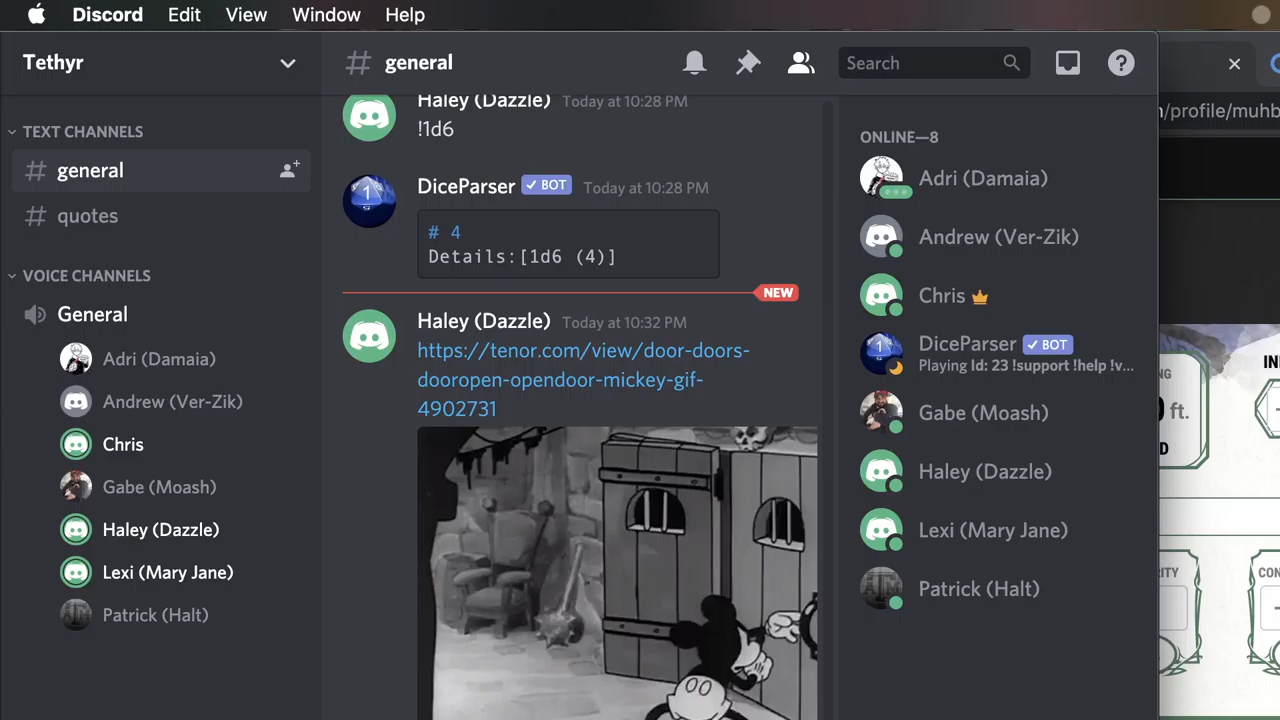 Discord Edit View Window Help
Tethyr
TEXT CHANNELS
# general
# quotes
VOICE CHANNELS
General
Adri (Damaia)
Andrew (Ver-Zik)
Chris
Gabe (Moash)
Haley (Dazzle)
Lexi (Mary Jane)
Patrick (Halt)
# general
Search
Haley (Dazzle) Today at 10:28 PM
!1d6
DiceParser ✓ BOT Today at 10:28 PM
# 4
Details:[1d6 (4)]
NEW
Haley (Dazzle) Today at 10:32 PM
https://tenor.com/view/door-doors-
dooropen-opendoor-mickey-gif-
4902731
ONLINE—8
Adri (Damaia)
Andrew (Ver-Zik)
Chris
DiceParser ✓ BOT
Playing Id: 23 !support !help !v...
Gabe (Moash)
Haley (Dazzle)
Lexi (Mary Jane)
Patrick (Halt)
/profile/muhb
ft.